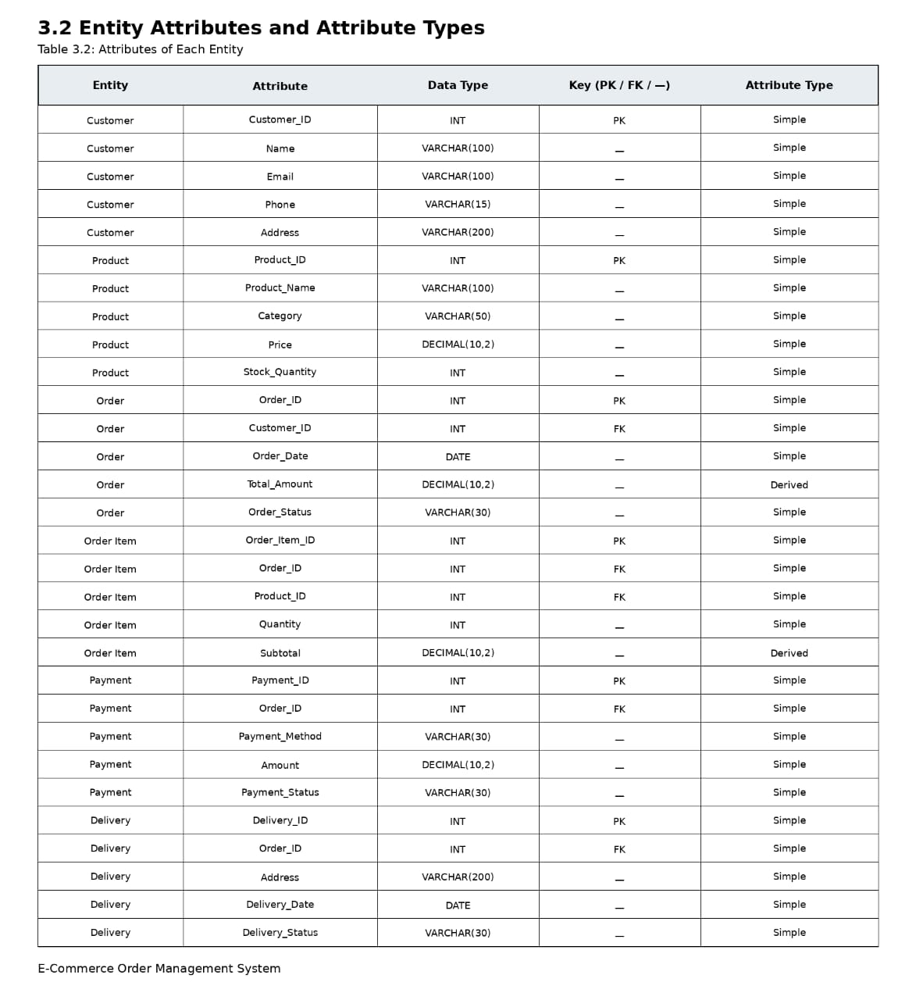 3.2 Entity Attributes and Attribute Types
Table 3.2: Attributes of Each Entity
Entity Attribute Data Type Key (PK / FK / —) Attribute Type
Customer Customer_ID INT PK Simple
Customer Name VARCHAR(100) — Simple
Customer Email VARCHAR(100) — Simple
Customer Phone VARCHAR(15) — Simple
Customer Address VARCHAR(200) — Simple
Product Product_ID INT PK Simple
Product Product_Name VARCHAR(100) — Simple
Product Category VARCHAR(50) — Simple
Product Price DECIMAL(10,2) — Simple
Product Stock_Quantity INT — Simple
Order Order_ID INT PK Simple
Order Customer_ID INT FK Simple
Order Order_Date DATE — Simple
Order Total_Amount DECIMAL(10,2) — Derived
Order Order_Status VARCHAR(30) — Simple
Order Item Order_Item_ID INT PK Simple
Order Item Order_ID INT FK Simple
Order Item Product_ID INT FK Simple
Order Item Quantity INT — Simple
Order Item Subtotal DECIMAL(10,2) — Derived
Payment Payment_ID INT PK Simple
Payment Order_ID INT FK Simple
Payment Payment_Method VARCHAR(30) — Simple
Payment Amount DECIMAL(10,2) — Simple
Payment Payment_Status VARCHAR(30) — Simple
Delivery Delivery_ID INT PK Simple
Delivery Order_ID INT FK Simple
Delivery Address VARCHAR(200) — Simple
Delivery Delivery_Date DATE — Simple
Delivery Delivery_Status VARCHAR(30) — Simple
E-Commerce Order Management System